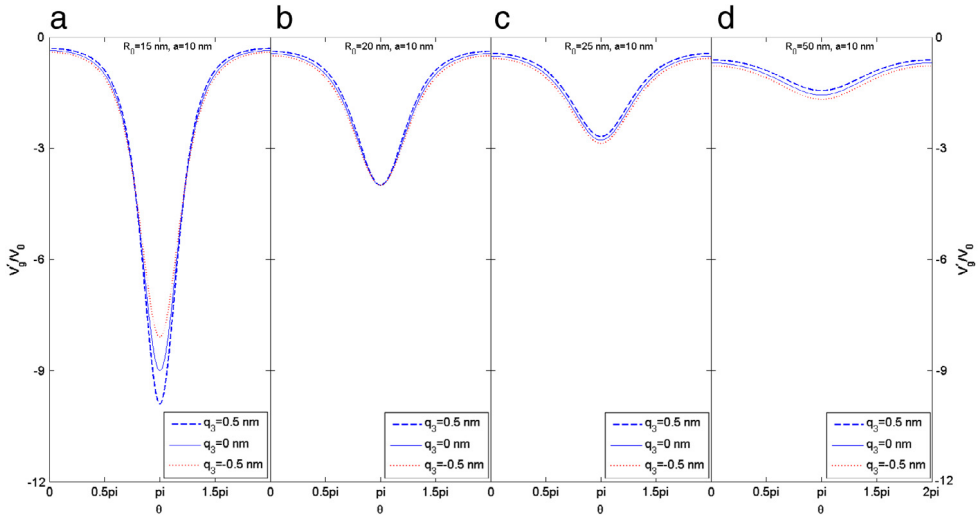 a
b
c
d
R₀=15 nm, a=10 nm
R₀=20 nm, a=10 nm
R₀=25 nm, a=10 nm
R₀=50 nm, a=10 nm
0
-3
-6
-9
-12
V'g/V₀
0
-3
-6
-9
-12
V'g/V₀
q₃=0.5 nm
q₃=0 nm
q₃=-0.5 nm
q₃=0.5 nm
q₃=0 nm
q₃=-0.5 nm
q₃=0.5 nm
q₃=0 nm
q₃=-0.5 nm
q₃=0.5 nm
q₃=0 nm
q₃=-0.5 nm
0 0.5pi pi 1.5pi 0 0.5pi pi 1.5pi 0 0.5pi pi 1.5pi 0 0.5pi pi 1.5pi 2pi
θ θ θ θ